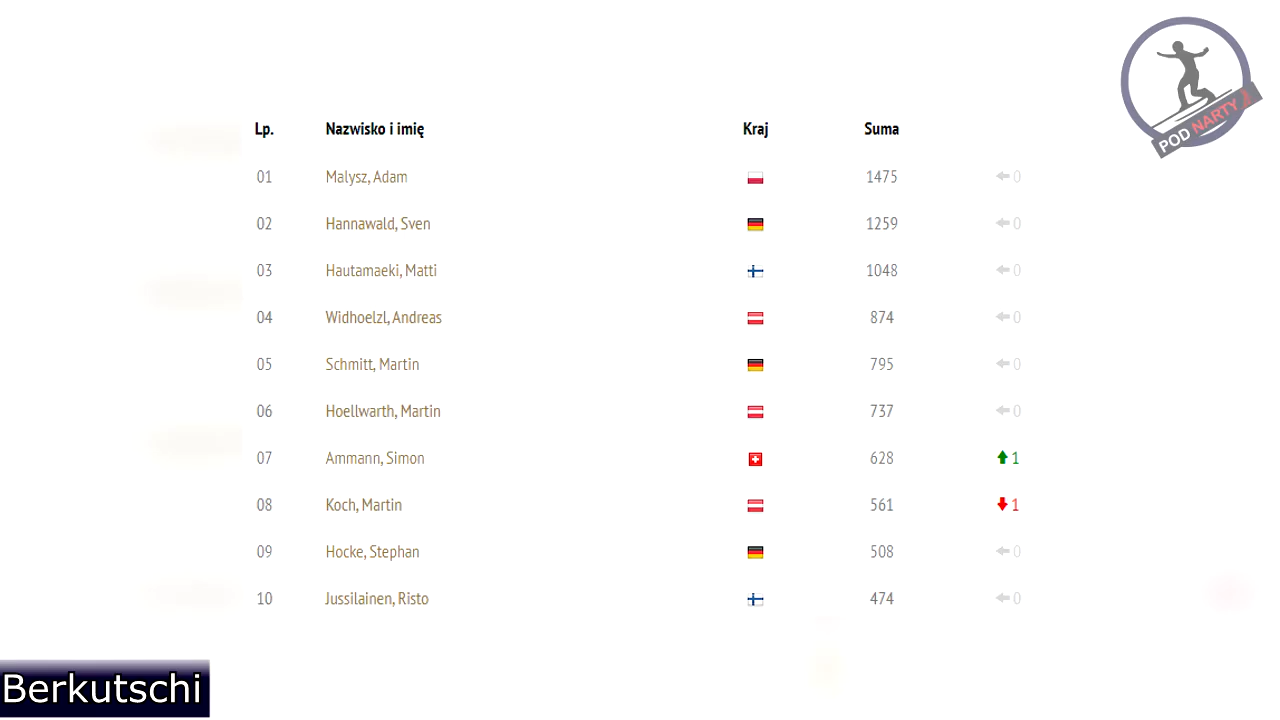 POD NARTY
Lp. Nazwisko i imię Kraj Suma
01 Malysz, Adam 1475 0
02 Hannawald, Sven 1259 0
03 Hautamaeki, Matti 1048 0
04 Widhoelzl, Andreas 874 0
05 Schmitt, Martin 795 0
06 Hoellwarth, Martin 737 0
07 Ammann, Simon 628 1
08 Koch, Martin 561 1
09 Hocke, Stephan 508 0
10 Jussilainen, Risto 474 0
Berkutschi